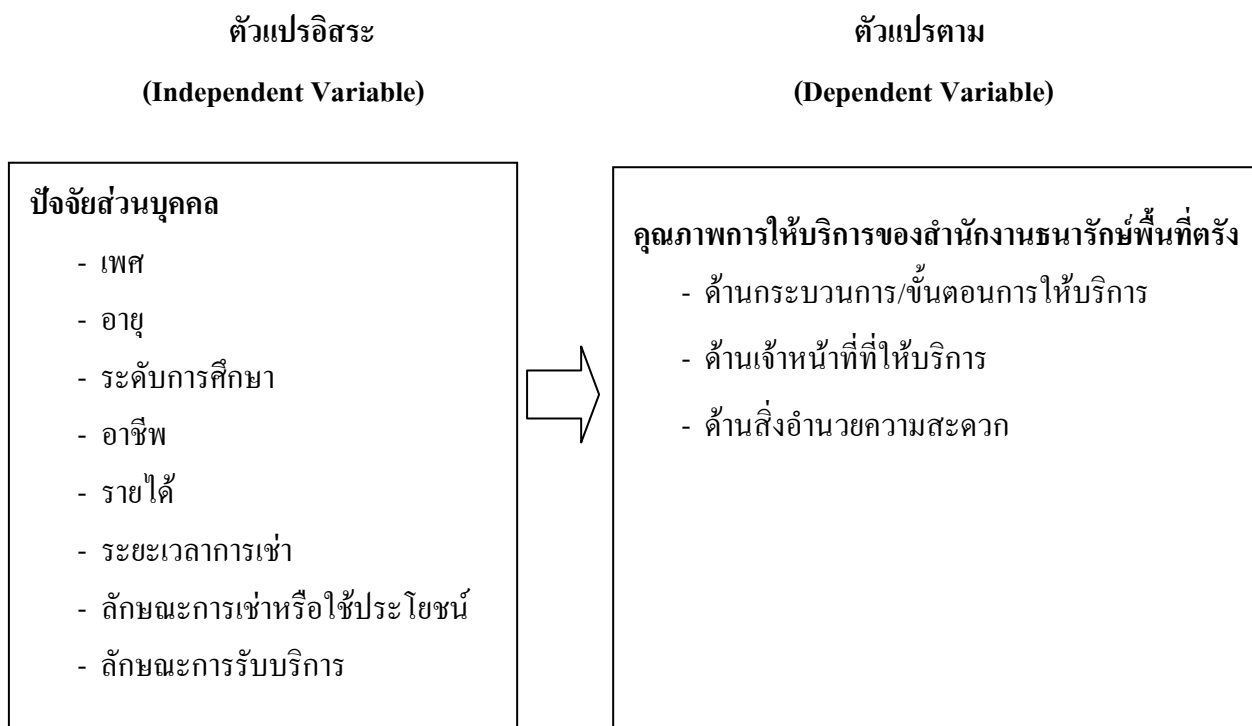 ตัวแปรอิสระ
(Independent Variable)
ตัวแปรตาม
(Dependent Variable)
ปัจจัยส่วนบุคคล
- เพศ
- อายุ
- ระดับการศึกษา
- อาชีพ
- รายได้
- ระยะเวลาการเช่า
- ลักษณะการเช่าหรือใช้ประโยชน์
- ลักษณะการรับบริการ
คุณภาพการให้บริการของสำนักงานธนารักษ์พื้นที่ตรัง
- ด้านกระบวนการ/ขั้นตอนการให้บริการ
- ด้านเจ้าหน้าที่ที่ให้บริการ
- ด้านสิ่งอำนวยความสะดวก